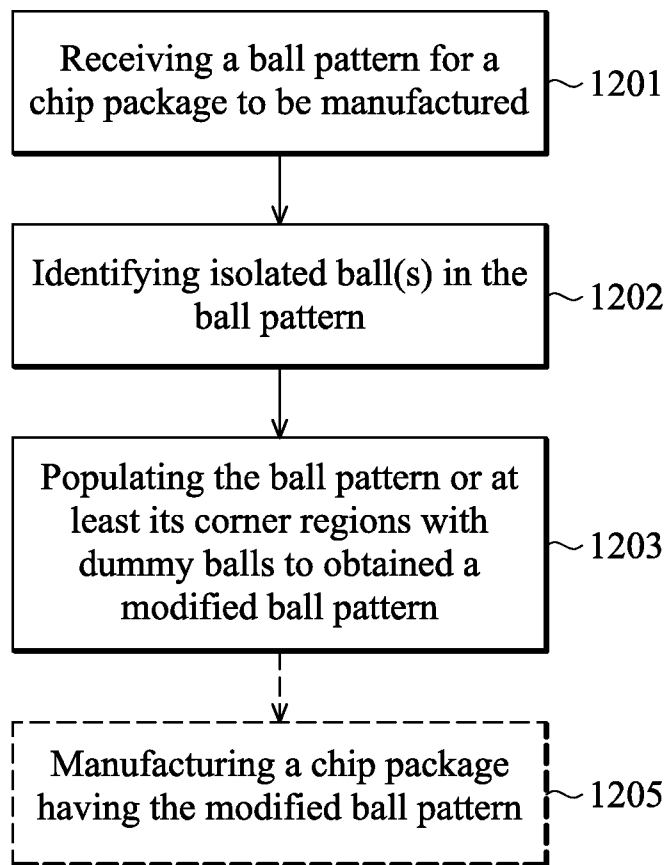 Receiving a ball pattern for a
chip package to be manufactured
1201
Identifying isolated ball(s) in the
ball pattern
1202
Populating the ball pattern or at
least its corner regions with
dummy balls to obtained a
modified ball pattern
1203
Manufacturing a chip package
having the modified ball pattern
1205